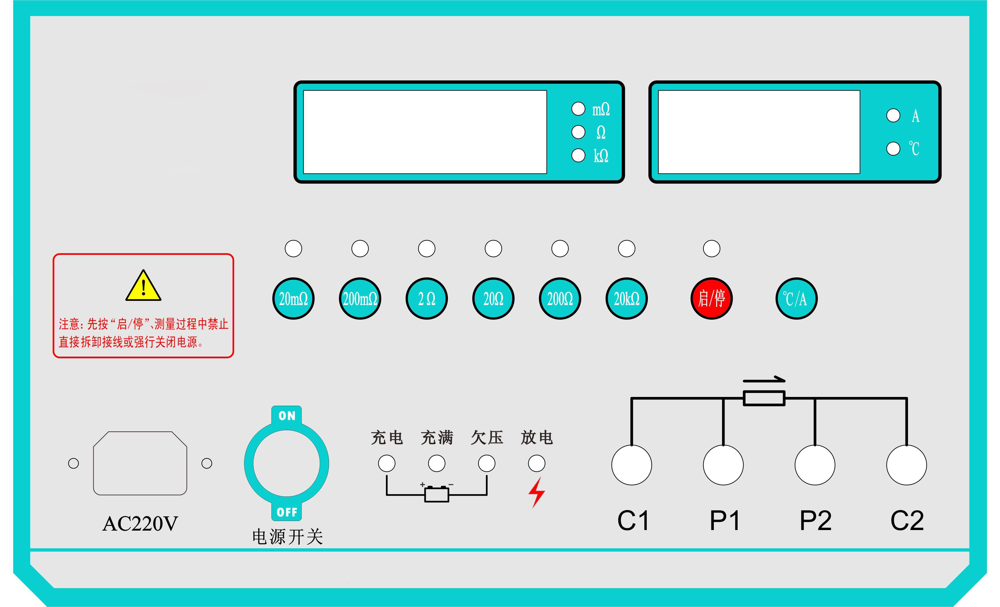 mΩ
Ω
kΩ
A
℃
20mΩ
200mΩ
2 Ω
20Ω
200Ω
20kΩ
启/停
℃/A
!
注意：先按“启/停”、测量过程中禁止
直接拆卸接线或强行关闭电源。
ON
OFF
电源开关
AC220V
充电
充满
欠压
放电
+
−
C1
P1
P2
C2